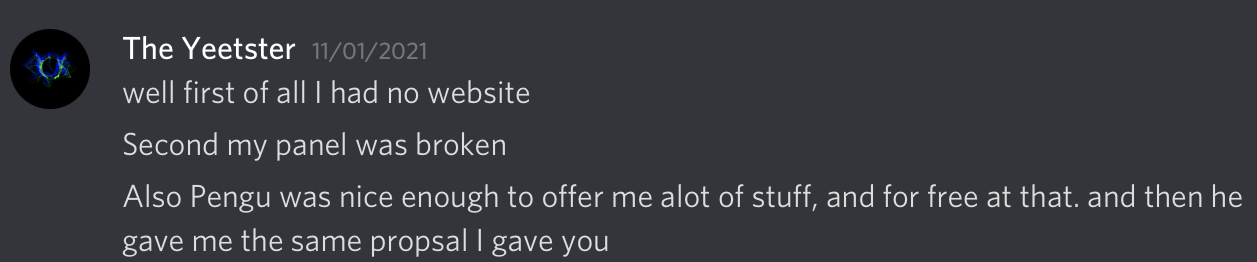 The Yeetster 11/01/2021
well first of all I had no website
Second my panel was broken
Also Pengu was nice enough to offer me alot of stuff, and for free at that. and then he
gave me the same propsal I gave you